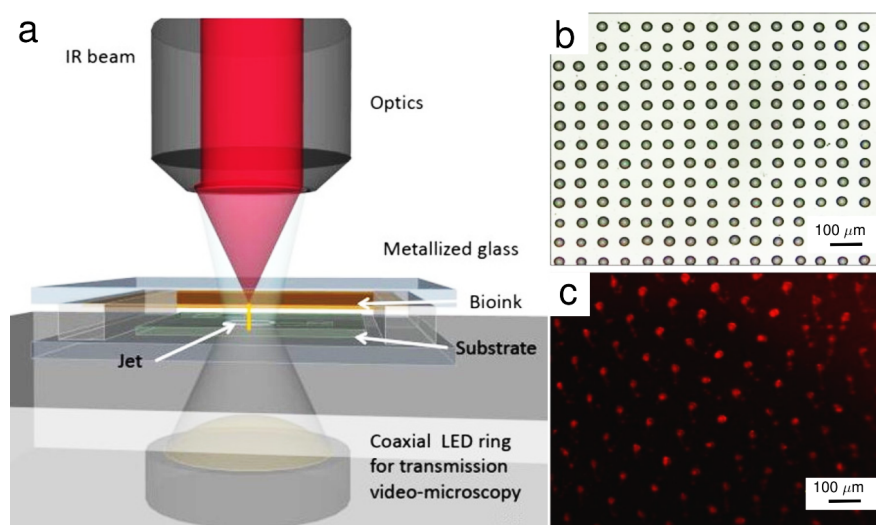 a
IR beam
Optics
Metallized glass
Bioink
Jet
Substrate
Coaxial LED ring
for transmission
video-microscopy
b
100 μm
c
100 μm